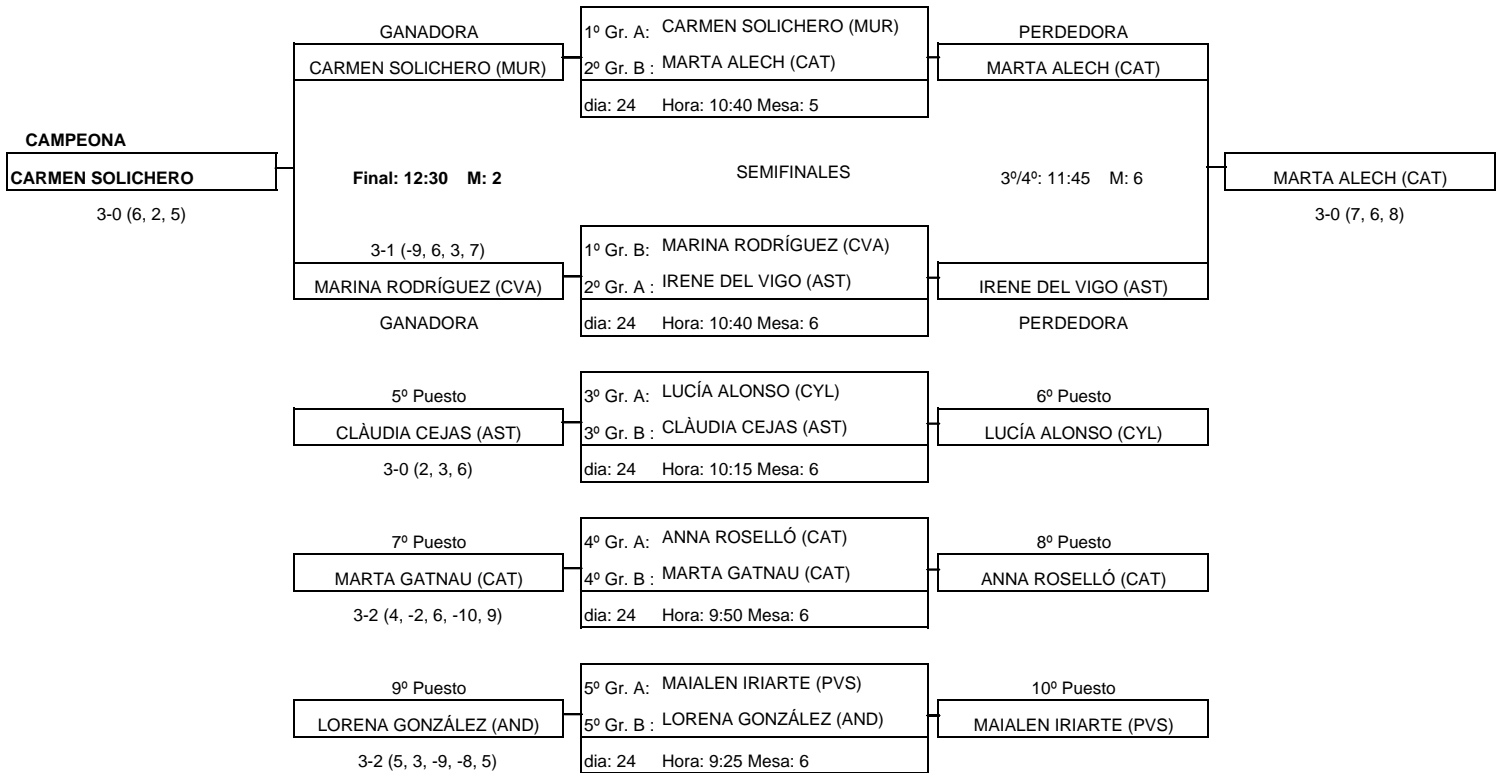 GANADORA
1º Gr. A: CARMEN SOLICHERO (MUR)
PERDEDORA
CARMEN SOLICHERO (MUR)
2º Gr. B : MARTA ALECH (CAT)
MARTA ALECH (CAT)
dia: 24 Hora: 10:40 Mesa: 5
CAMPEONA
CARMEN SOLICHERO
Final: 12:30 M: 2
SEMIFINALES
3º/4º: 11:45 M: 6
MARTA ALECH (CAT)
3-0 (6, 2, 5)
3-0 (7, 6, 8)
3-1 (-9, 6, 3, 7)
1º Gr. B: MARINA RODRÍGUEZ (CVA)
MARINA RODRÍGUEZ (CVA)
2º Gr. A : IRENE DEL VIGO (AST)
IRENE DEL VIGO (AST)
GANADORA
dia: 24 Hora: 10:40 Mesa: 6
PERDEDORA
5º Puesto
3º Gr. A: LUCÍA ALONSO (CYL)
6º Puesto
CLÀUDIA CEJAS (AST)
3º Gr. B : CLÀUDIA CEJAS (AST)
LUCÍA ALONSO (CYL)
3-0 (2, 3, 6)
dia: 24 Hora: 10:15 Mesa: 6
7º Puesto
4º Gr. A: ANNA ROSELLÓ (CAT)
8º Puesto
MARTA GATNAU (CAT)
4º Gr. B : MARTA GATNAU (CAT)
ANNA ROSELLÓ (CAT)
3-2 (4, -2, 6, -10, 9)
dia: 24 Hora: 9:50 Mesa: 6
9º Puesto
5º Gr. A: MAIALEN IRIARTE (PVS)
10º Puesto
LORENA GONZÁLEZ (AND)
5º Gr. B : LORENA GONZÁLEZ (AND)
MAIALEN IRIARTE (PVS)
3-2 (5, 3, -9, -8, 5)
dia: 24 Hora: 9:25 Mesa: 6